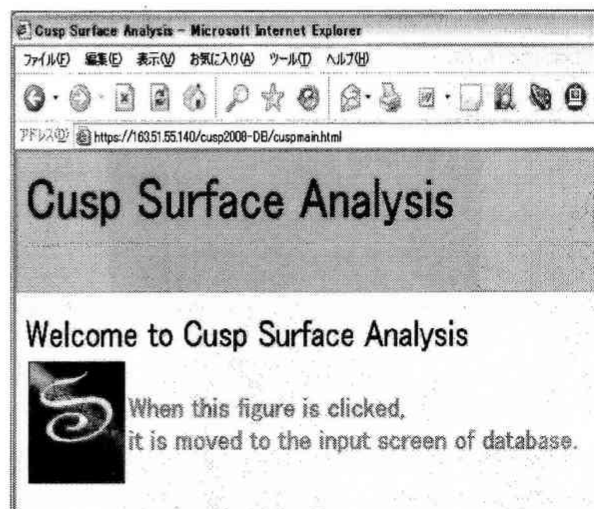 Cusp Surface Analysis - Microsoft Internet Explorer
ファイル(F) 編集(E) 表示(V) お気に入り(A) ツール(T) ヘルプ(H)
アドレス(D) https://163.51.55.140/cusp2008-DB/cuspmain.html
Cusp Surface Analysis
Welcome to Cusp Surface Analysis
When this figure is clicked,
it is moved to the input screen of database.